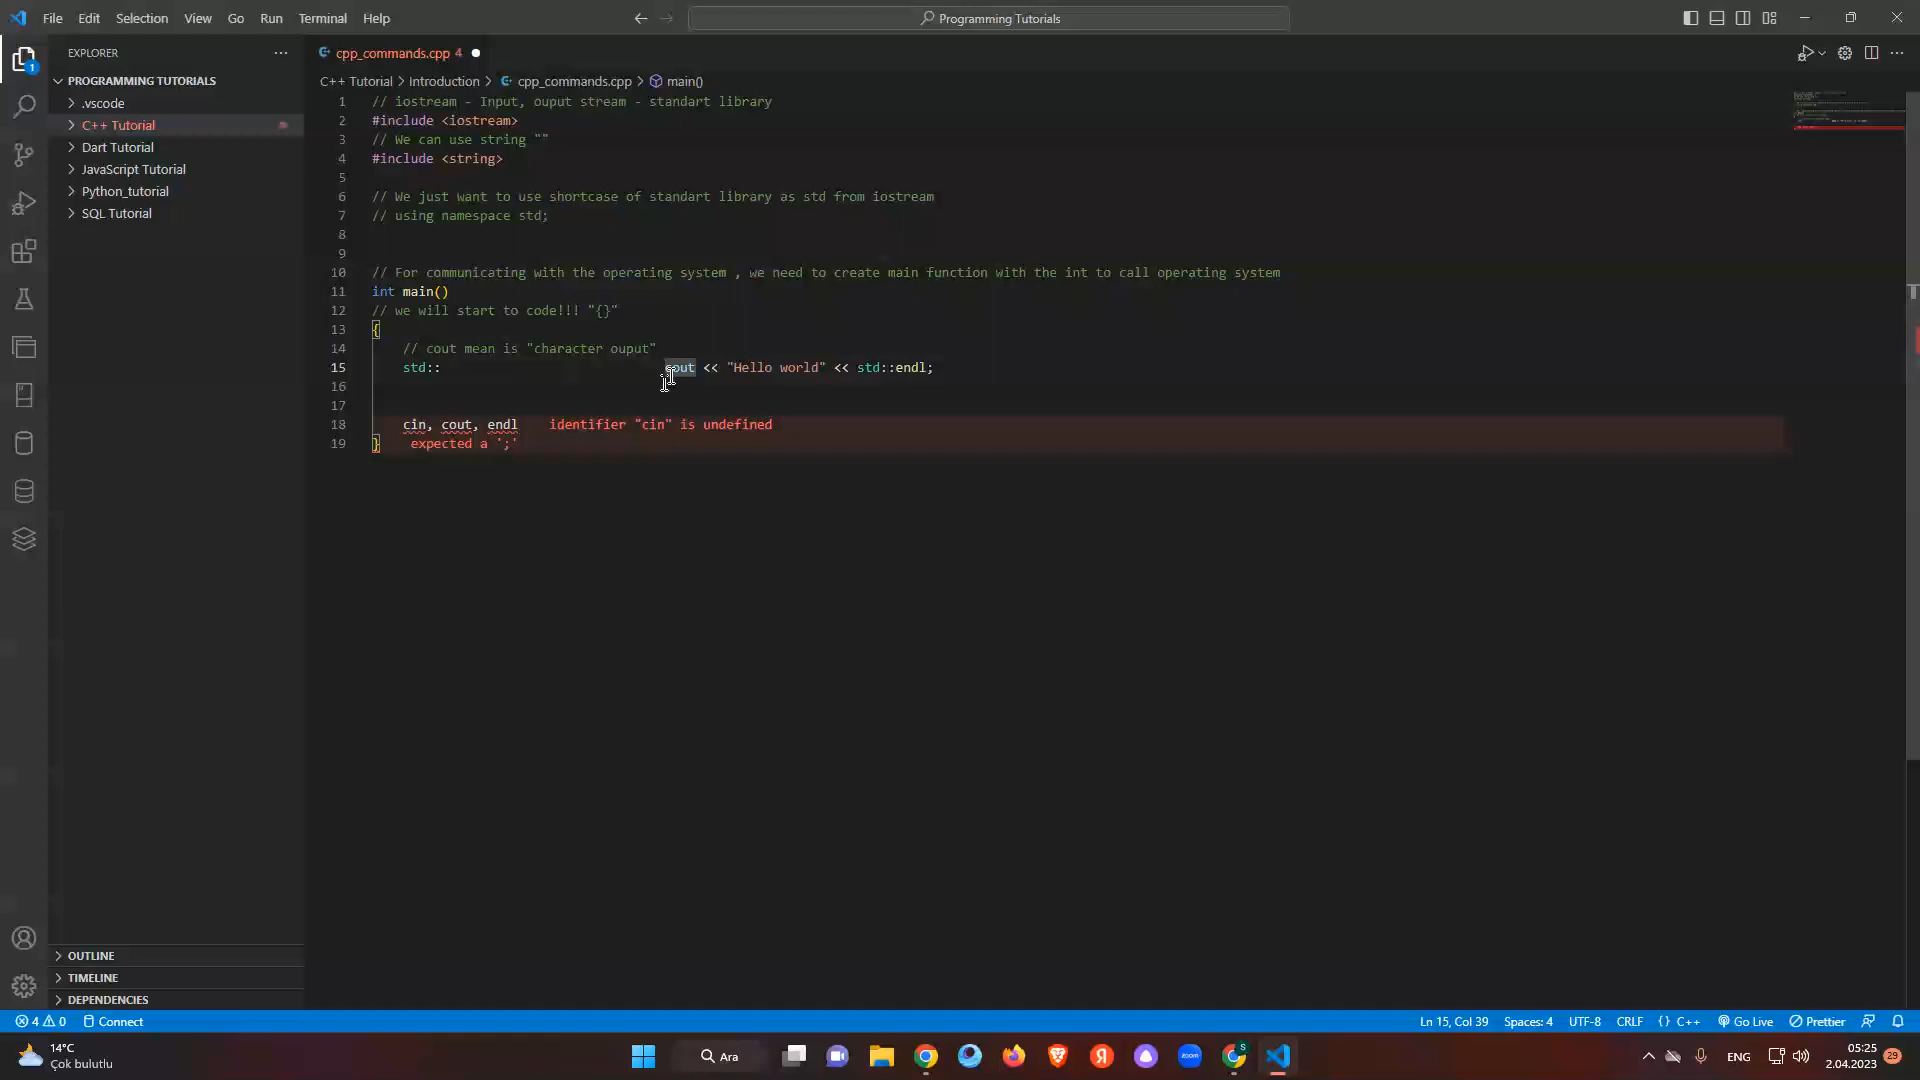 File Edit Selection View Go Run Terminal Help
Programming Tutorials
EXPLORER
PROGRAMMING TUTORIALS
.vscode
C++ Tutorial
Dart Tutorial
JavaScript Tutorial
Python_tutorial
SQL Tutorial
OUTLINE
TIMELINE
DEPENDENCIES
1
cpp_commands.cpp 4
C++ Tutorial > Introduction > cpp_commands.cpp > main()
1 // iostream - Input, ouput stream - standart library
2 #include <iostream>
3 // We can use string ""
4 #include <string>
5
6 // We just want to use shortcase of standart library as std from iostream
7 // using namespace std;
8
9
10 // For communicating with the operating system , we need to create main function with the int to call operating system
11 int main()
12 // we will start to code!!! "{}"
13 {
14 // cout mean is "character ouput"
15 std:: cout << "Hello world" << std::endl;
16
17
18 cin, cout, endl identifier "cin" is undefined
19 } expected a ';'
4 0 Connect
Ln 15, Col 39 Spaces: 4 UTF-8 CRLF {} C++ Go Live Prettier
14°C
Çok bulutlu
Ara
zoom
S
ENG
05:25
2.04.2023
29